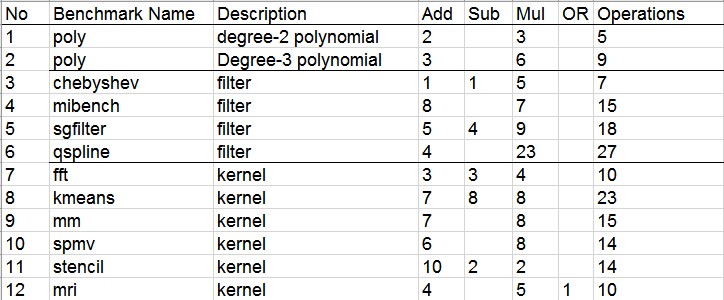 No Benchmark Name Description Add Sub Mul OR Operations
1 poly degree-2 polynomial 2 3 5
2 poly Degree-3 polynomial 3 6 9
3 chebyshev filter 1 1 5 7
4 mibench filter 8 7 15
5 sgfilter filter 5 4 9 18
6 qspline filter 4 23 27
7 fft kernel 3 3 4 10
8 kmeans kernel 7 8 8 23
9 mm kernel 7 8 15
10 spmv kernel 6 8 14
11 stencil kernel 10 2 2 14
12 mri kernel 4 5 1 10